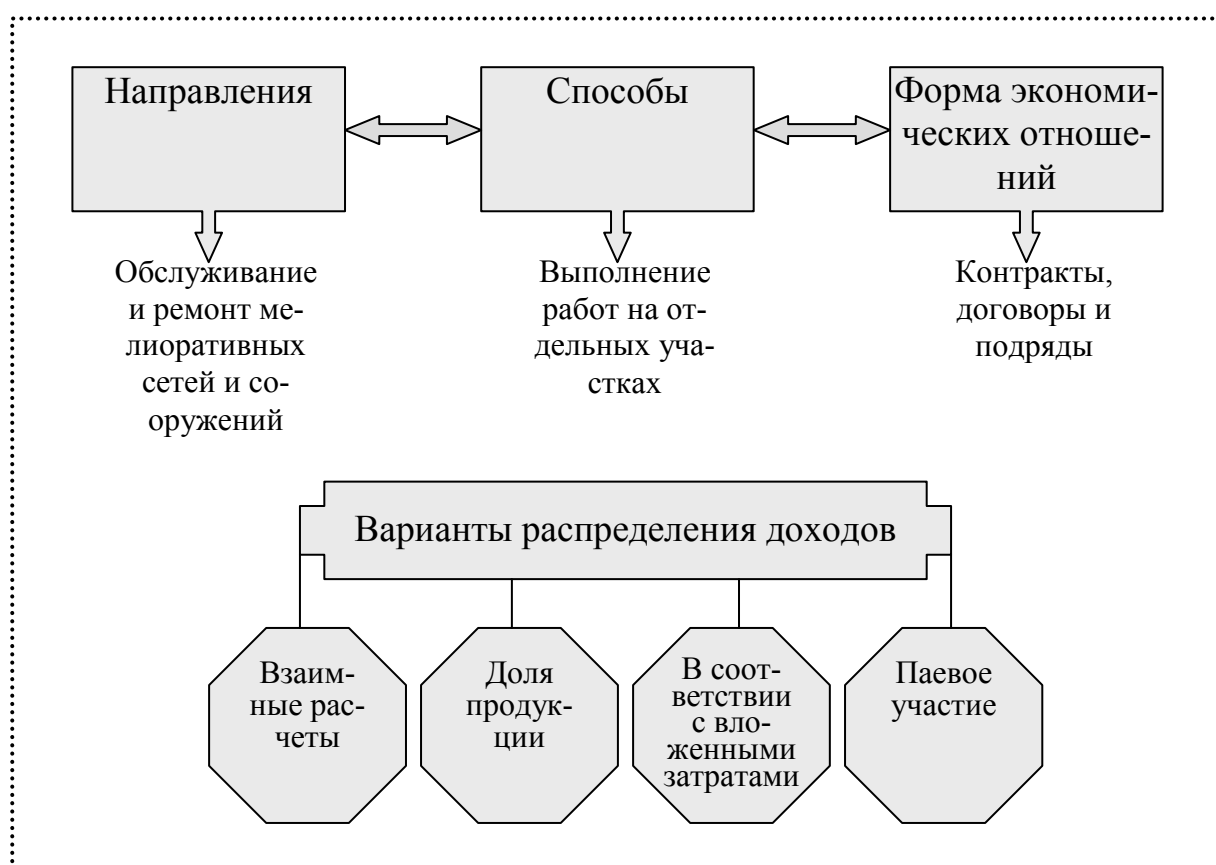 Направления
Способы
Форма экономи-
ческих отноше-
ний
Обслуживание
и ремонт ме-
лиоративных
сетей и со-
оружений
Выполнение
работ на от-
дельных уча-
стках
Контракты,
договоры и
подряды
Варианты распределения доходов
Взаим-
ные рас-
четы
Доля
продук-
ции
В соот-
ветствии
с вло-
женными
затратами
Паевое
участие